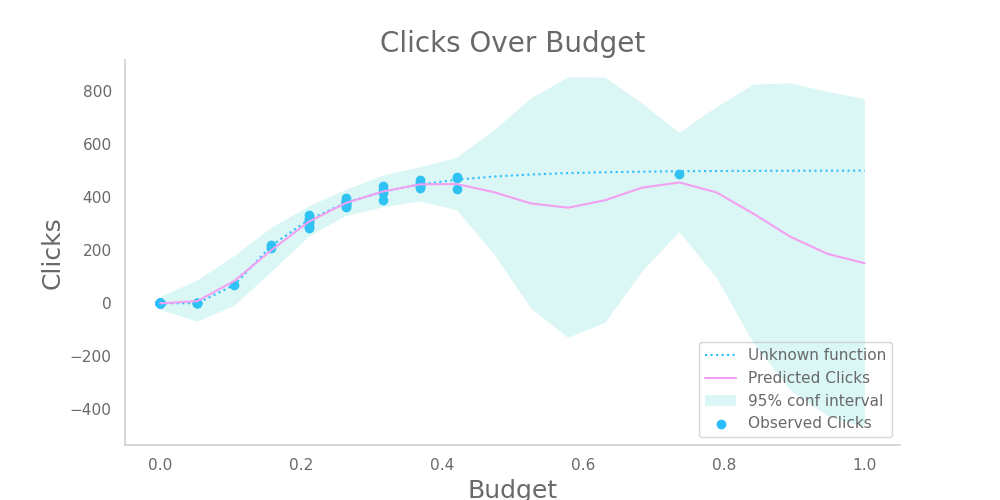 Clicks Over Budget
Clicks
800
600
400
200
0
−200
−400
Unknown function
Predicted Clicks
95% conf interval
Observed Clicks
0.0 0.2 0.4 0.6 0.8 1.0
Budget